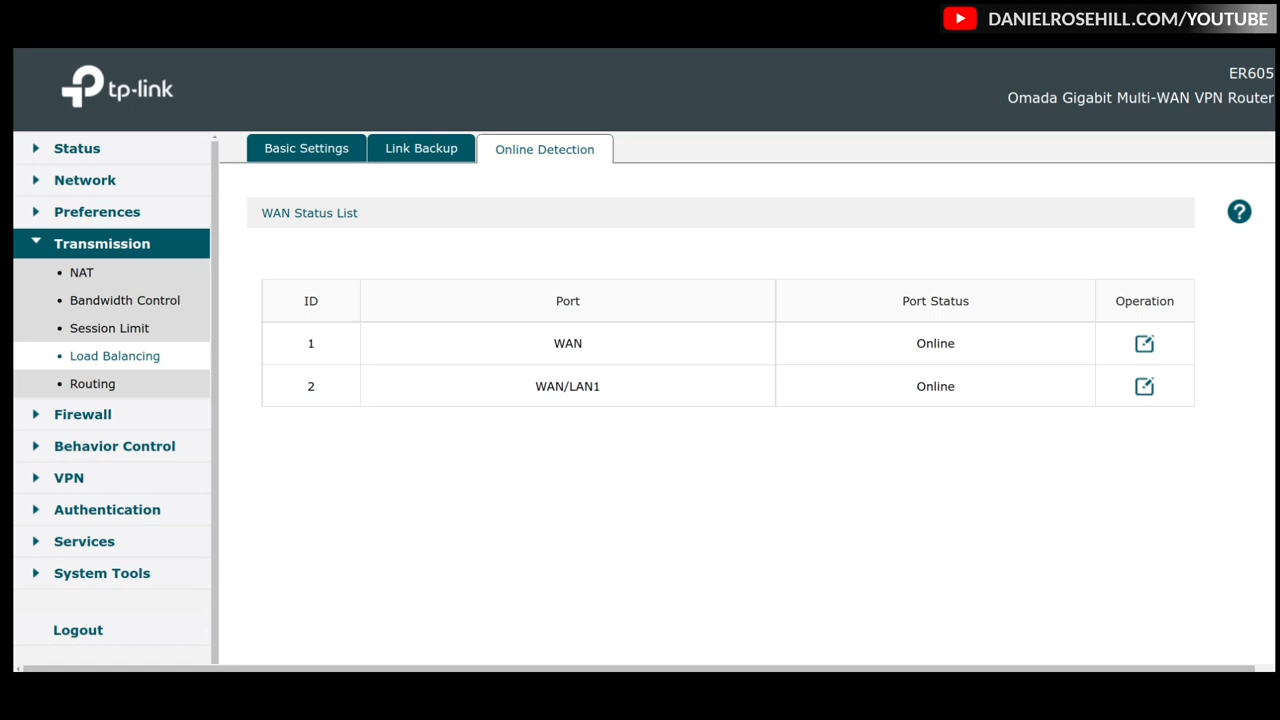 DANIELROSEHILL.COM/YOUTUBE
tp-link
ER605
Omada Gigabit Multi-WAN VPN Router
Status
Network
Preferences
Transmission
NAT
Bandwidth Control
Session Limit
Load Balancing
Routing
Firewall
Behavior Control
VPN
Authentication
Services
System Tools
Logout
Basic Settings Link Backup Online Detection
WAN Status List
?
ID Port Port Status Operation
1 WAN Online
2 WAN/LAN1 Online